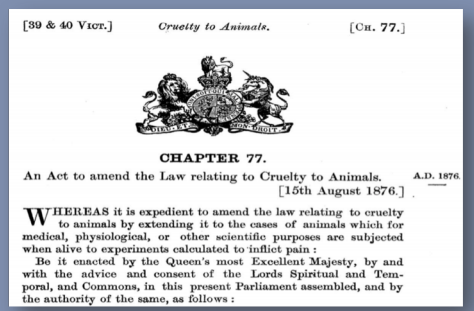 [39 & 40 VICT.] Cruelty to Animals. [CH. 77.]
DIEU ET MON DROIT
CHAPTER 77.
An Act to amend the Law relating to Cruelty to Animals. A.D. 1876.
[15th August 1876.]
WHEREAS it is expedient to amend the law relating to cruelty
to animals by extending it to the cases of animals which for
medical, physiological, or other scientific purposes are subjected
when alive to experiments calculated to inflict pain :
Be it enacted by the Queen's most Excellent Majesty, by and
with the advice and consent of the Lords Spiritual and Tem-
poral, and Commons, in this present Parliament assembled, and by
the authority of the same, as follows :